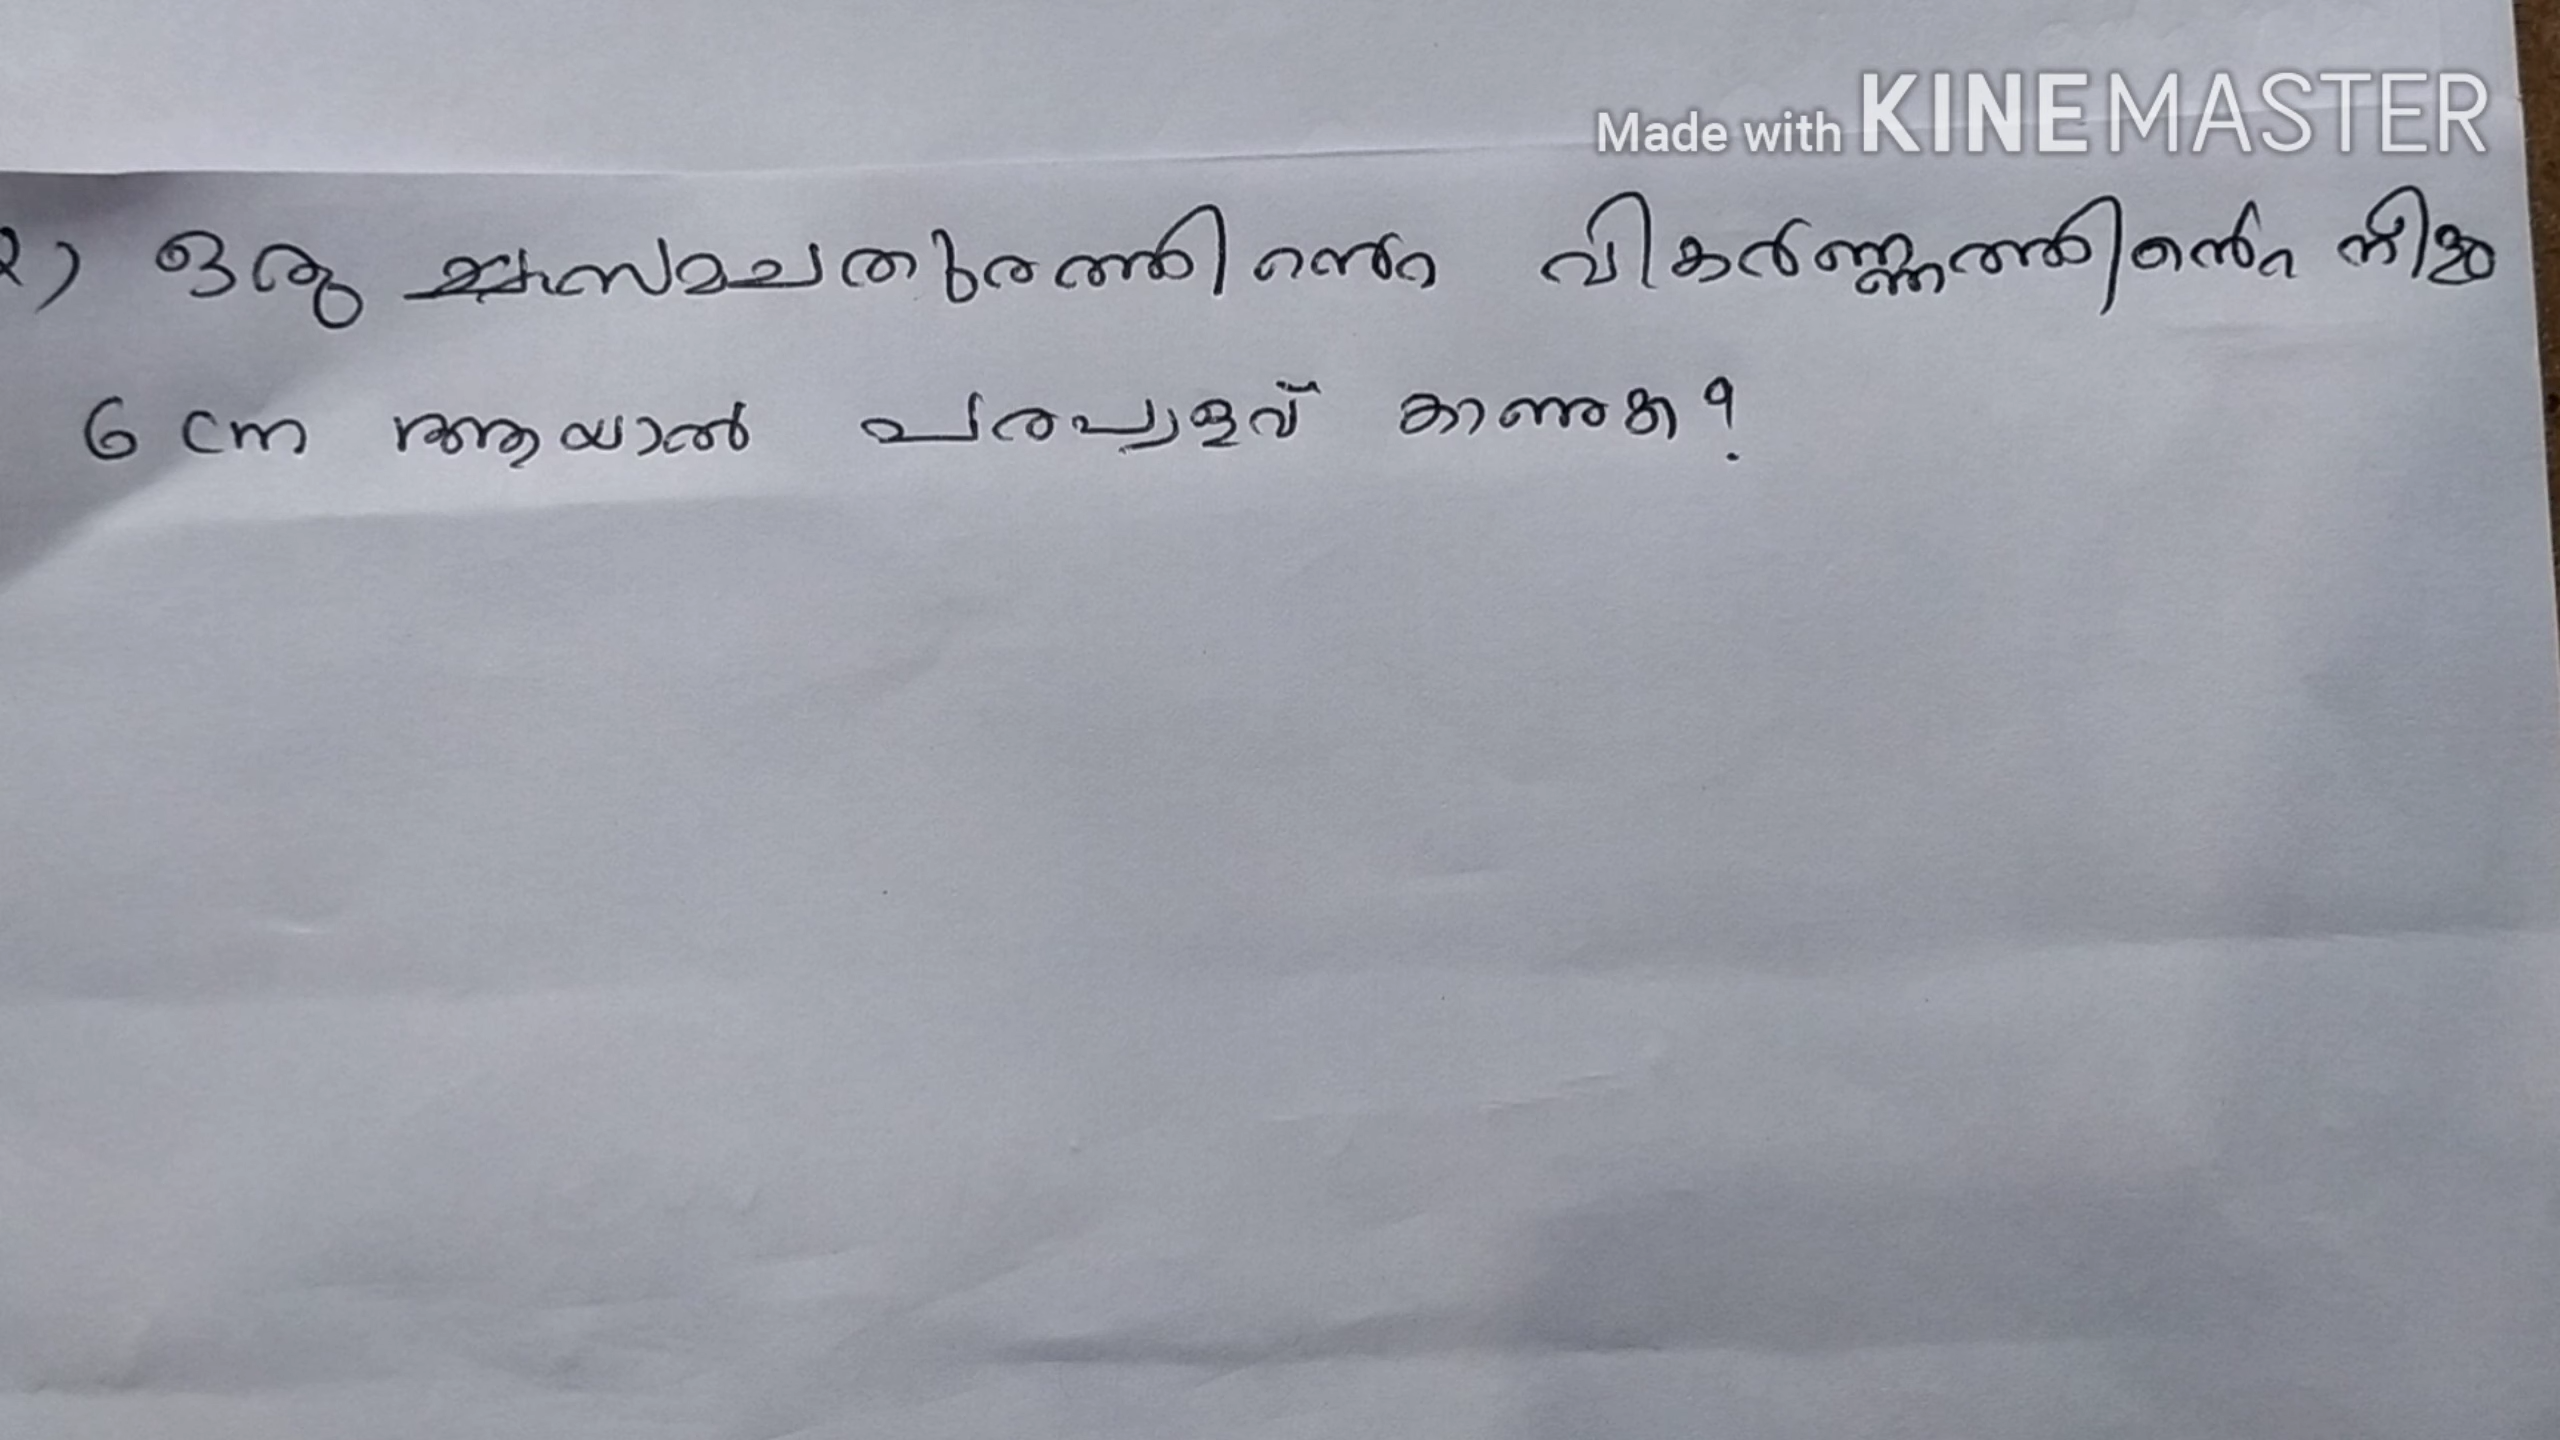 Made with KINEMASTER
2) ഒരു സമചതുരത്തിന്റെ വികർണ്ണത്തിന്റെ നീളം
6 cm ആയാൽ പരപ്പളവ് കാണുക?